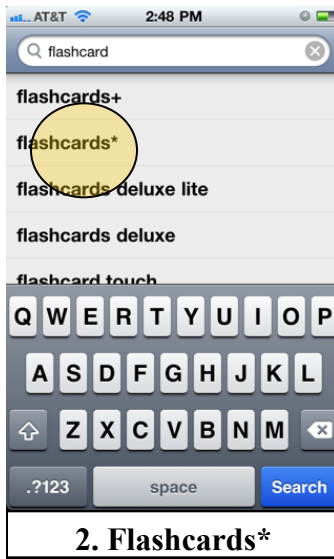 AT&T 2:48 PM
flashcard
flashcards+
flashcards*
flashcards deluxe lite
flashcards deluxe
flashcard touch
Q W E R T Y U I O P
A S D F G H J K L
Z X C V B N M
.?123 space Search
2. Flashcards*